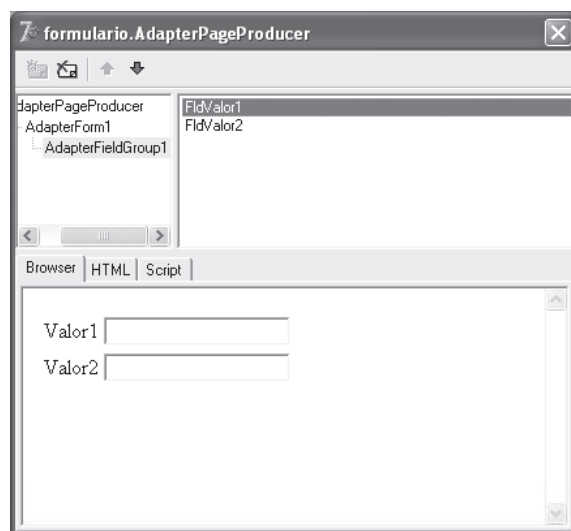 formulario.AdapterPageProducer
dapterPageProducer
AdapterForm1
AdapterFieldGroup1
FldValor1
FldValor2
Browser HTML Script
Valor1
Valor2